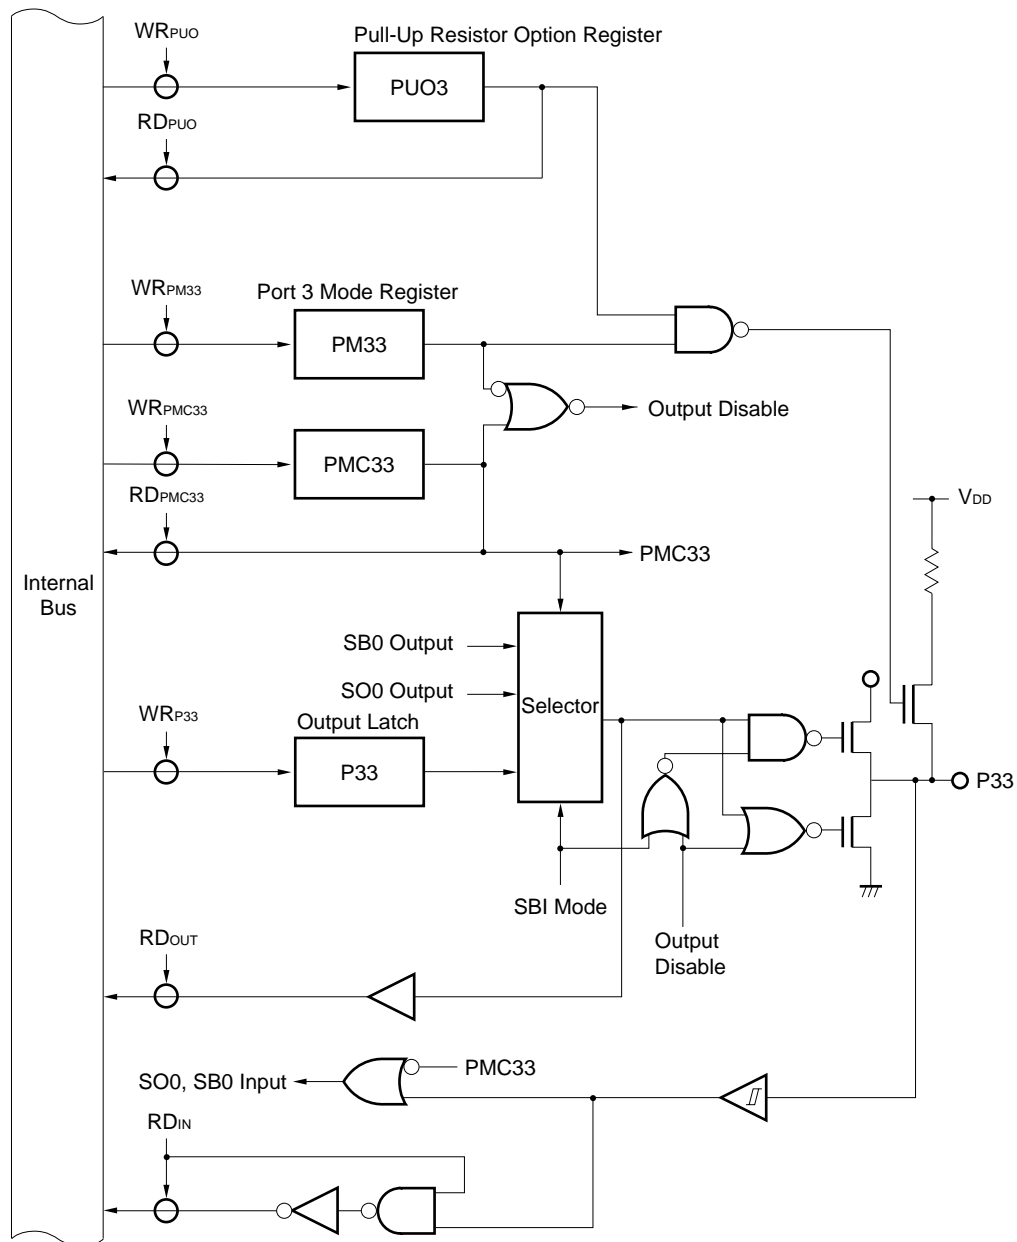 WRPUO
Pull-Up Resistor Option Register
PUO3
RDPUO
WRPM33
Port 3 Mode Register
PM33
WRPMC33
Output Disable
PMC33
RDPMC33
VDD
PMC33
Internal
Bus
SB0 Output
SO0 Output
Selector
WRP33
Output Latch
P33
P33
SBI Mode
Output
Disable
RDOUT
PMC33
SO0, SB0 Input
RDIN